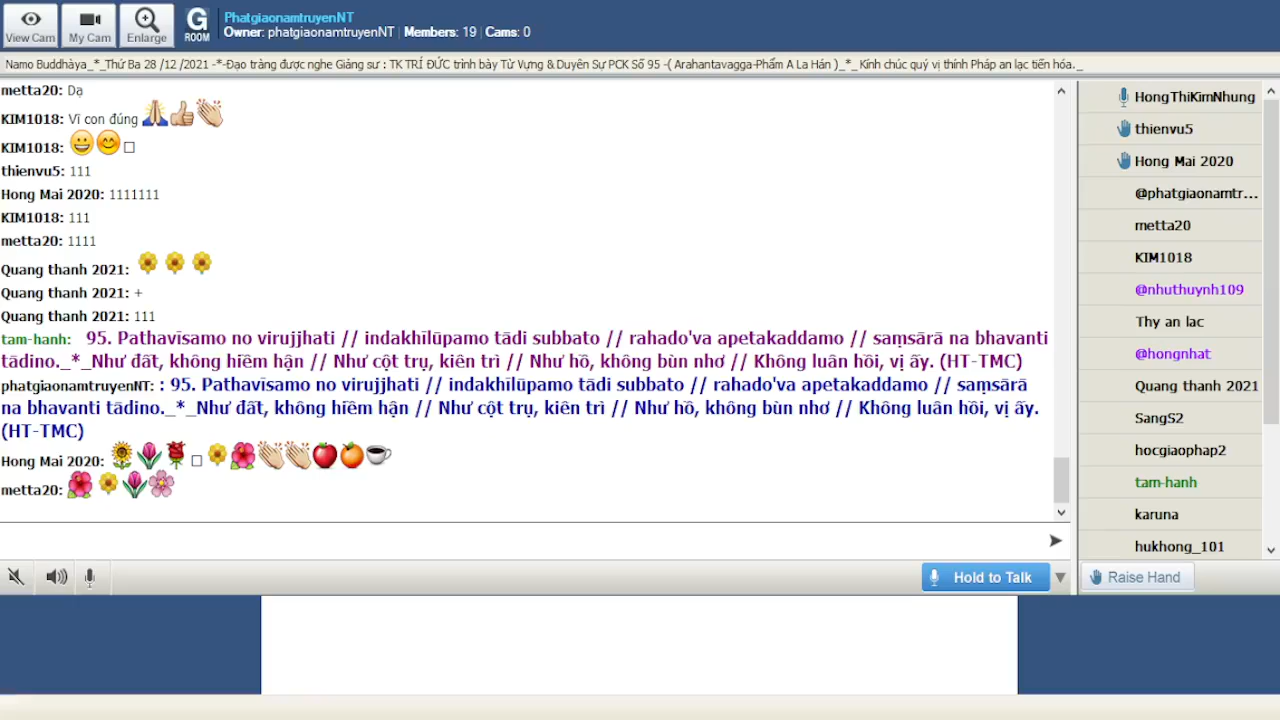 View Cam
My Cam
Enlarge
G
ROOM
PhatgiaonamtruyenNT
Owner: phatgiaonamtruyenNT | Members: 19 | Cams: 0
Namo Buddhàya_*_Thứ Ba 28 /12 /2021 -*-Đạo tràng được nghe Giảng sư : TK TRÍ ĐỨC trình bày Từ Vựng & Duyên Sự PCK Số 95 -( Arahantavagga-Phẩm A La Hán )_*_ Kính chúc quý vị thính Pháp an lạc tiến hóa._
metta20: Dạ
KIM1018: Ví con đúng 🙏👍👏
KIM1018: 😀😊□
thienvu5: 111
Hong Mai 2020: 1111111
KIM1018: 111
metta20: 1111
Quang thanh 2021: 🌼🌼🌼
Quang thanh 2021: +
Quang thanh 2021: 111
tam-hanh: 95. Pathavīsamo no virujjhati // indakhīlūpamo tādi subbato // rahado'va apetakaddamo // saṃsārā na bhavanti
tādino._*_Như đất, không hiềm hận // Như cột trụ, kiên trì // Như hồ, không bùn nhơ // Không luân hồi, vị ấy. (HT-TMC)
phatgiaonamtruyenNT: : 95. Pathavīsamo no virujjhati // indakhīlūpamo tādi subbato // rahado'va apetakaddamo // saṃsārā
na bhavanti tādino._*_Như đất, không hiềm hận // Như cột trụ, kiên trì // Như hồ, không bùn nhơ // Không luân hồi, vị ấy.
(HT-TMC)
Hong Mai 2020: 🌻🌷🌹□🌼🌺👏👏🍎🍊☕
metta20: 🌺🌼🌷🌸
Hold to Talk
HongThiKimNhung
thienvu5
Hong Mai 2020
@phatgiaonamtr...
metta20
KIM1018
@nhuthuynh109
Thy an lac
@hongnhat
Quang thanh 2021
SangS2
hocgiaophap2
tam-hanh
karuna
hukhong_101
Raise Hand